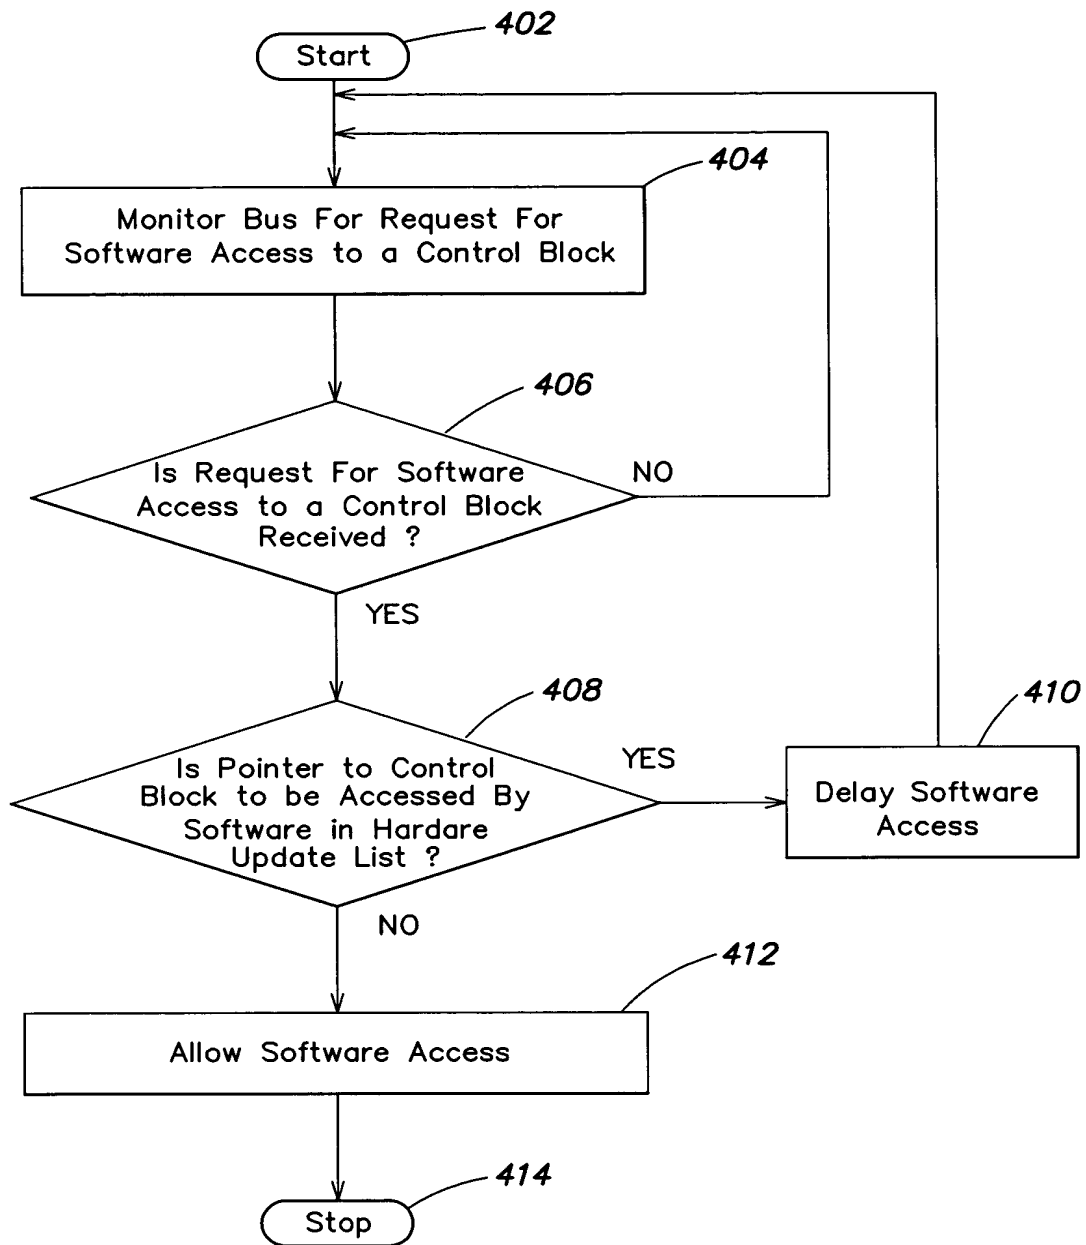 402
Start
404
Monitor Bus For Request For
Software Access to a Control Block
406
Is Request For Software
Access to a Control Block
Received ?
NO
YES
408
410
Is Pointer to Control
Block to be Accessed By
Software in Hardare
Update List ?
YES
Delay Software
Access
NO
412
Allow Software Access
414
Stop